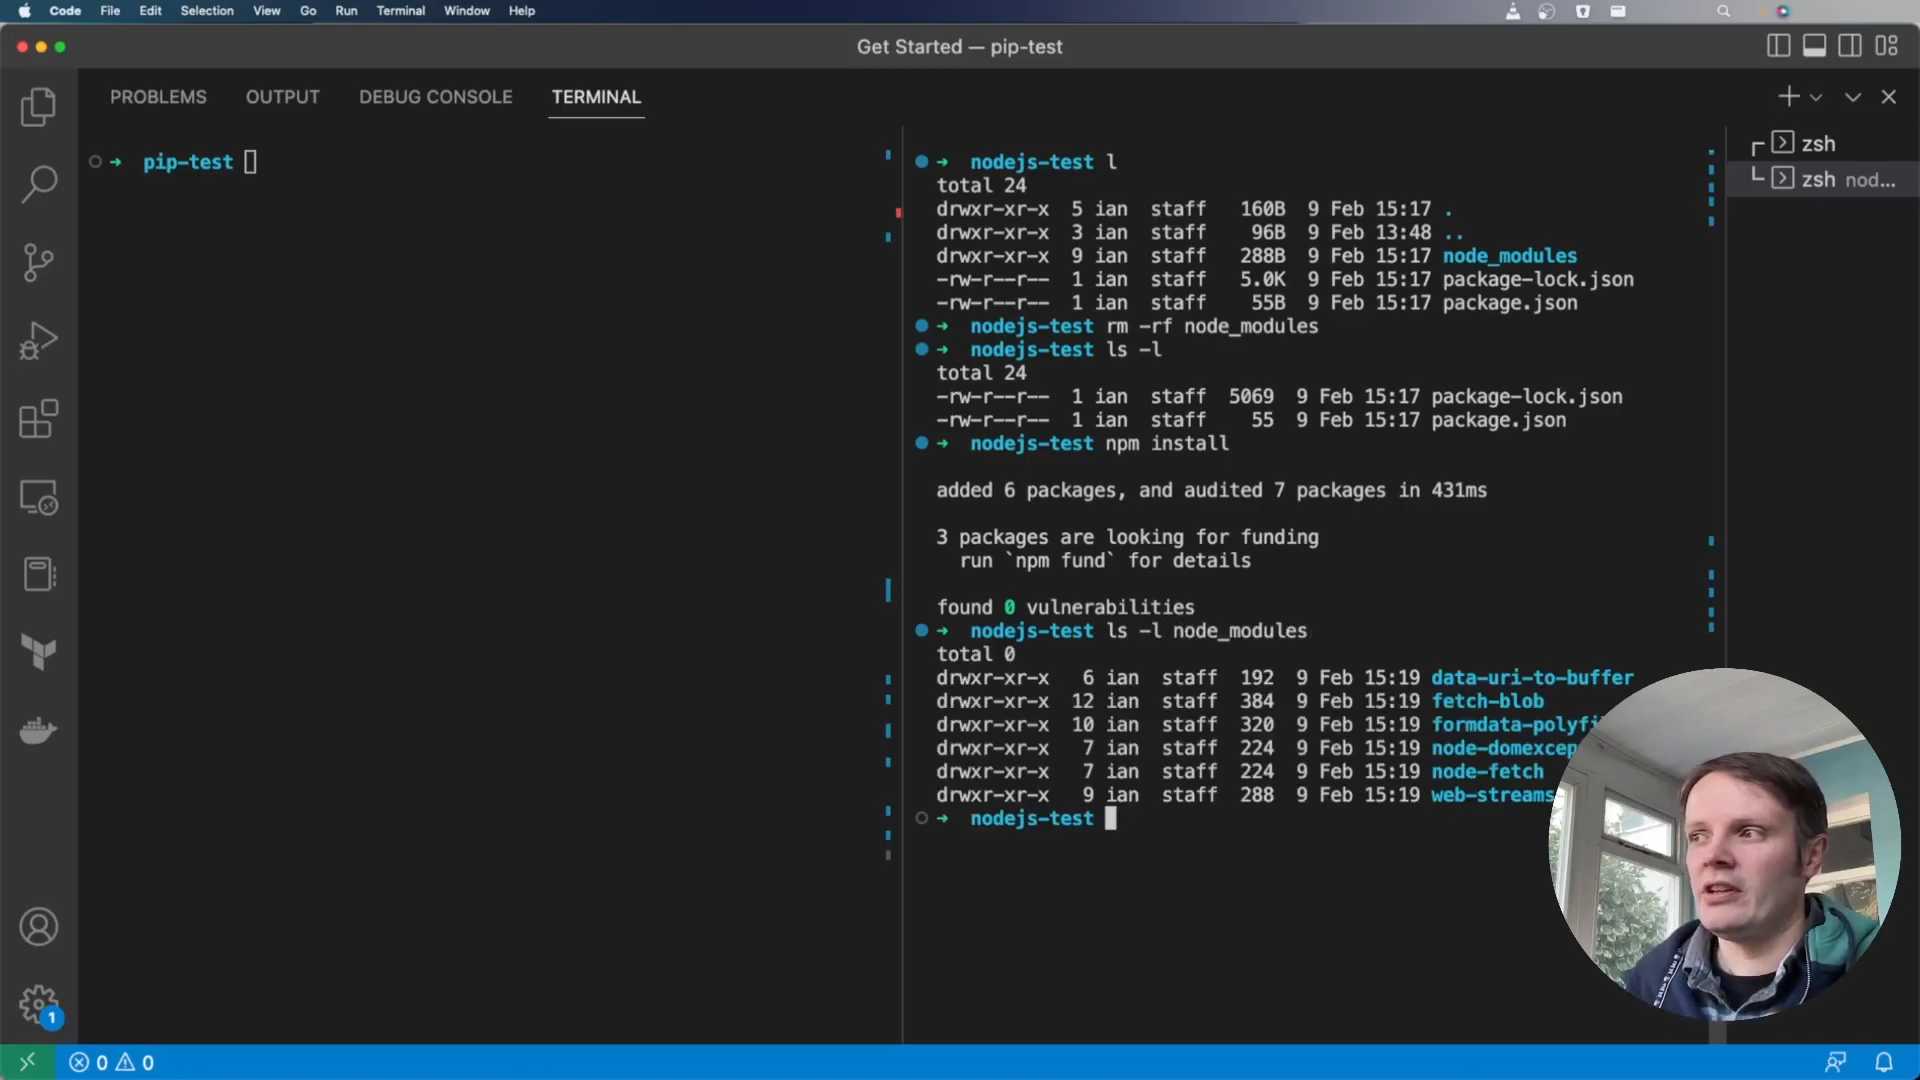 Code File Edit Selection View Go Run Terminal Window Help
Get Started — pip-test
PROBLEMS OUTPUT DEBUG CONSOLE TERMINAL
pip-test
nodejs-test l
total 24
drwxr-xr-x 5 ian staff 160B 9 Feb 15:17 .
drwxr-xr-x 3 ian staff 96B 9 Feb 13:48 ..
drwxr-xr-x 9 ian staff 288B 9 Feb 15:17 node_modules
-rw-r--r-- 1 ian staff 5.0K 9 Feb 15:17 package-lock.json
-rw-r--r-- 1 ian staff 55B 9 Feb 15:17 package.json
nodejs-test rm -rf node_modules
nodejs-test ls -l
total 24
-rw-r--r-- 1 ian staff 5069 9 Feb 15:17 package-lock.json
-rw-r--r-- 1 ian staff 55 9 Feb 15:17 package.json
nodejs-test npm install
added 6 packages, and audited 7 packages in 431ms
3 packages are looking for funding
run `npm fund` for details
found 0 vulnerabilities
nodejs-test ls -l node_modules
total 0
drwxr-xr-x 6 ian staff 192 9 Feb 15:19 data-uri-to-buffer
drwxr-xr-x 12 ian staff 384 9 Feb 15:19 fetch-blob
drwxr-xr-x 10 ian staff 320 9 Feb 15:19 formdata-polyfi
drwxr-xr-x 7 ian staff 224 9 Feb 15:19 node-domexcep
drwxr-xr-x 7 ian staff 224 9 Feb 15:19 node-fetch
drwxr-xr-x 9 ian staff 288 9 Feb 15:19 web-streams
nodejs-test
zsh
zsh nod...
1
0 0